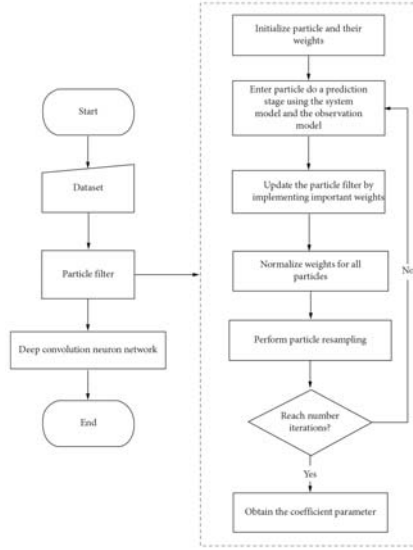 Start
Dataset
Particle filter
Deep convolution neuron network
End
Initialize particle and their
weights
Enter particle do a prediction
stage using the system
model and the observation
model
Update the particle filter by
implementing important weights
Normalize weights for all
particles
Perform particle resampling
Reach number
iterations?
No
Yes
Obtain the coefficient parameter